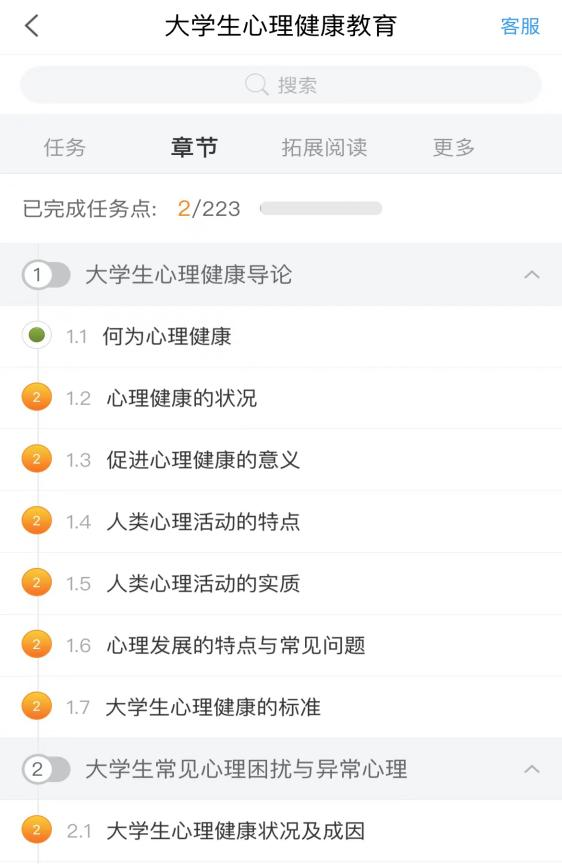 大学生心理健康教育 客服
搜索
任务 章节 拓展阅读 更多
已完成任务点: 2/223
1 大学生心理健康导论
1.1 何为心理健康
2 1.2 心理健康的状况
2 1.3 促进心理健康的意义
2 1.4 人类心理活动的特点
2 1.5 人类心理活动的实质
2 1.6 心理发展的特点与常见问题
2 1.7 大学生心理健康的标准
2 大学生常见心理困扰与异常心理
2 2.1 大学生心理健康状况及成因